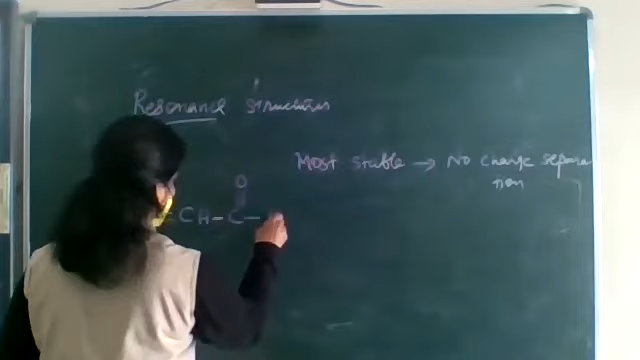 Resonance structures
Most stable → No charge separa
tion
O
||
= CH - C -